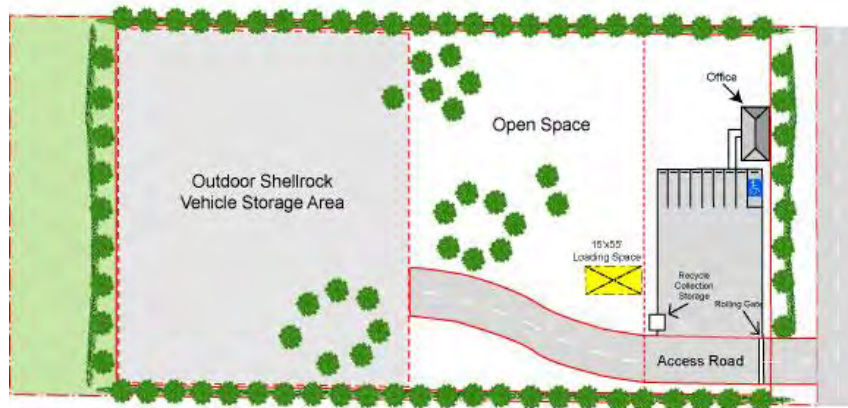 Office
Open Space
Outdoor Shellrock
Vehicle Storage Area
15'x55'
Loading Space
Recycle
Collection
Storage
Rolling Gate
Access Road